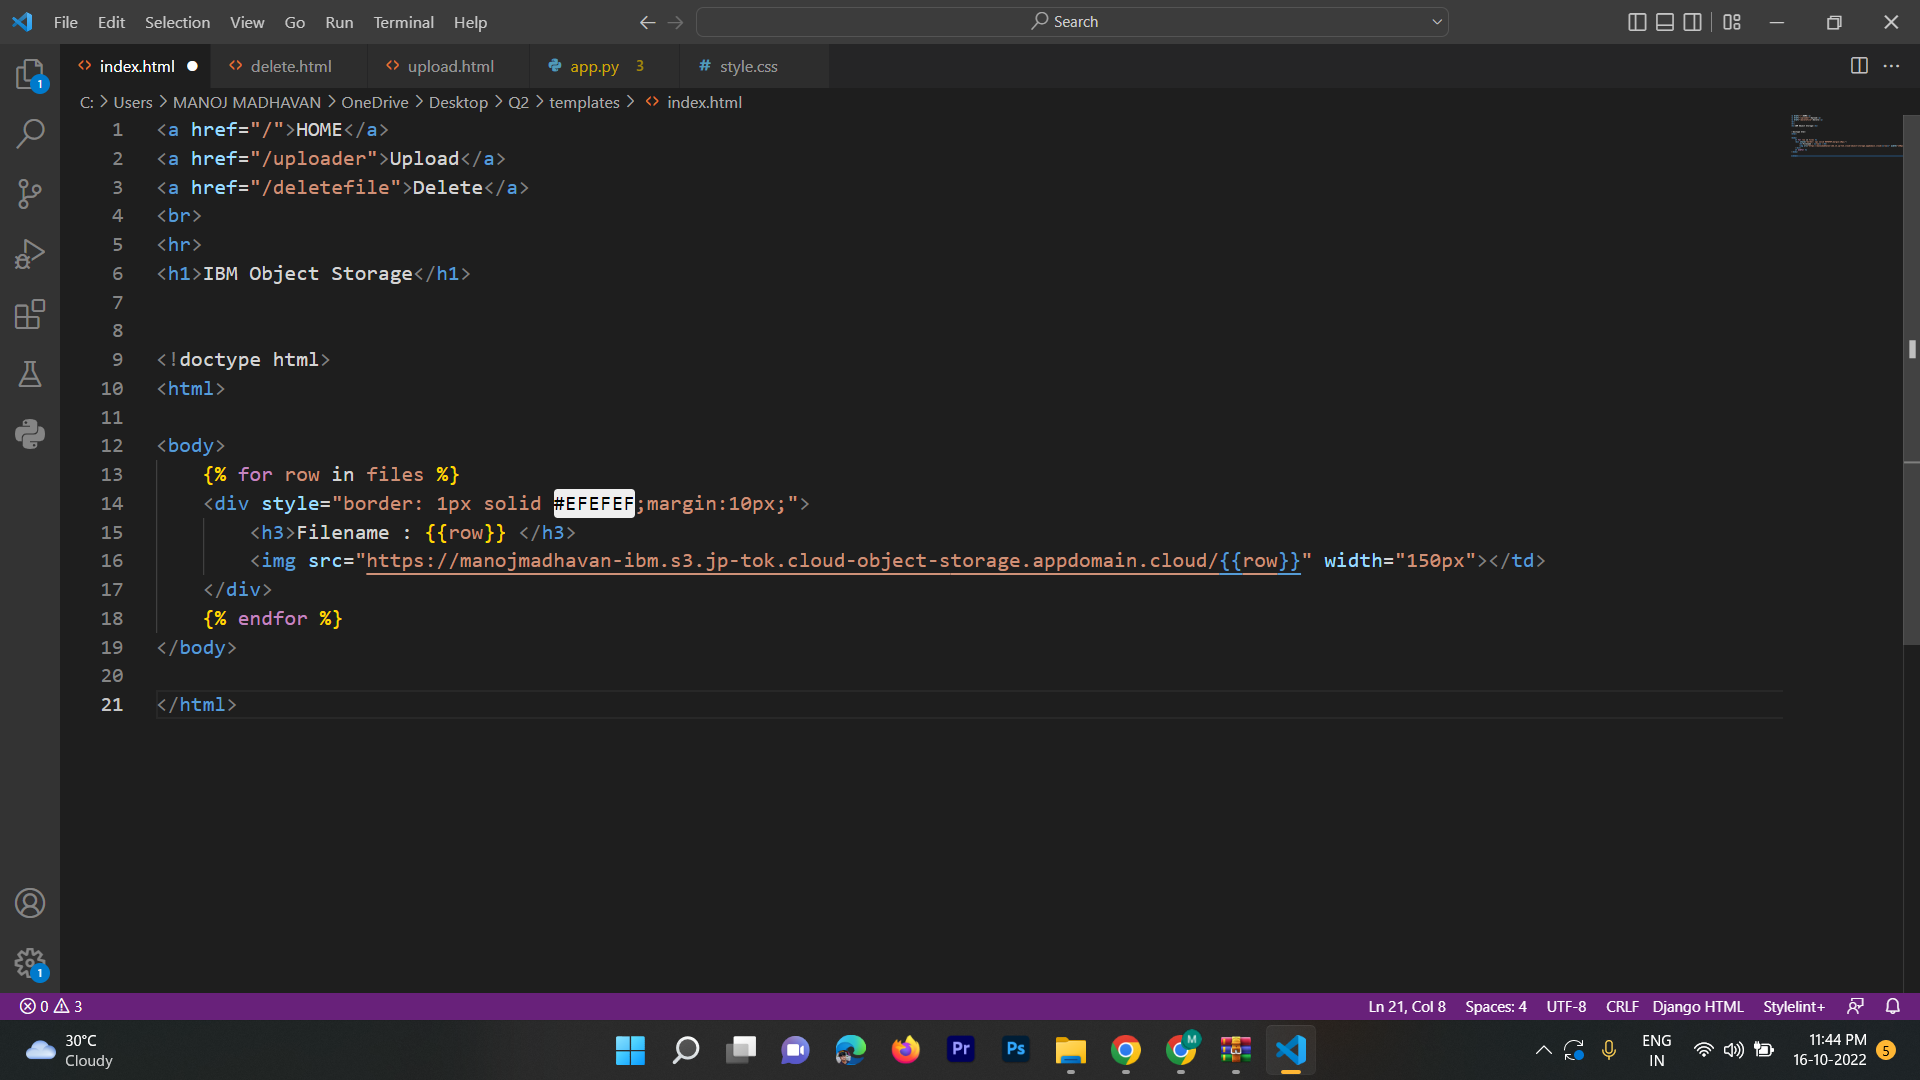 File Edit Selection View Go Run Terminal Help Search
index.html delete.html upload.html app.py 3 style.css
C: > Users > MANOJ MADHAVAN > OneDrive > Desktop > Q2 > templates > <> index.html
1 <a href="/">HOME</a>
2 <a href="/uploader">Upload</a>
3 <a href="/deletefile">Delete</a>
4 <br>
5 <hr>
6 <h1>IBM Object Storage</h1>
7
8
9 <!doctype html>
10 <html>
11
12 <body>
13 {% for row in files %}
14 <div style="border: 1px solid #EFEFEF;margin:10px;">
15 <h3>Filename : {{row}} </h3>
16 <img src="https://manojmadhavan-ibm.s3.jp-tok.cloud-object-storage.appdomain.cloud/{{row}}" width="150px"></td>
17 </div>
18 {% endfor %}
19 </body>
20
21 </html>
1
1
0 3 Ln 21, Col 8 Spaces: 4 UTF-8 CRLF Django HTML Stylelint+
30°C
Cloudy
Pr Ps M
ENG
IN
11:44 PM
16-10-2022
5